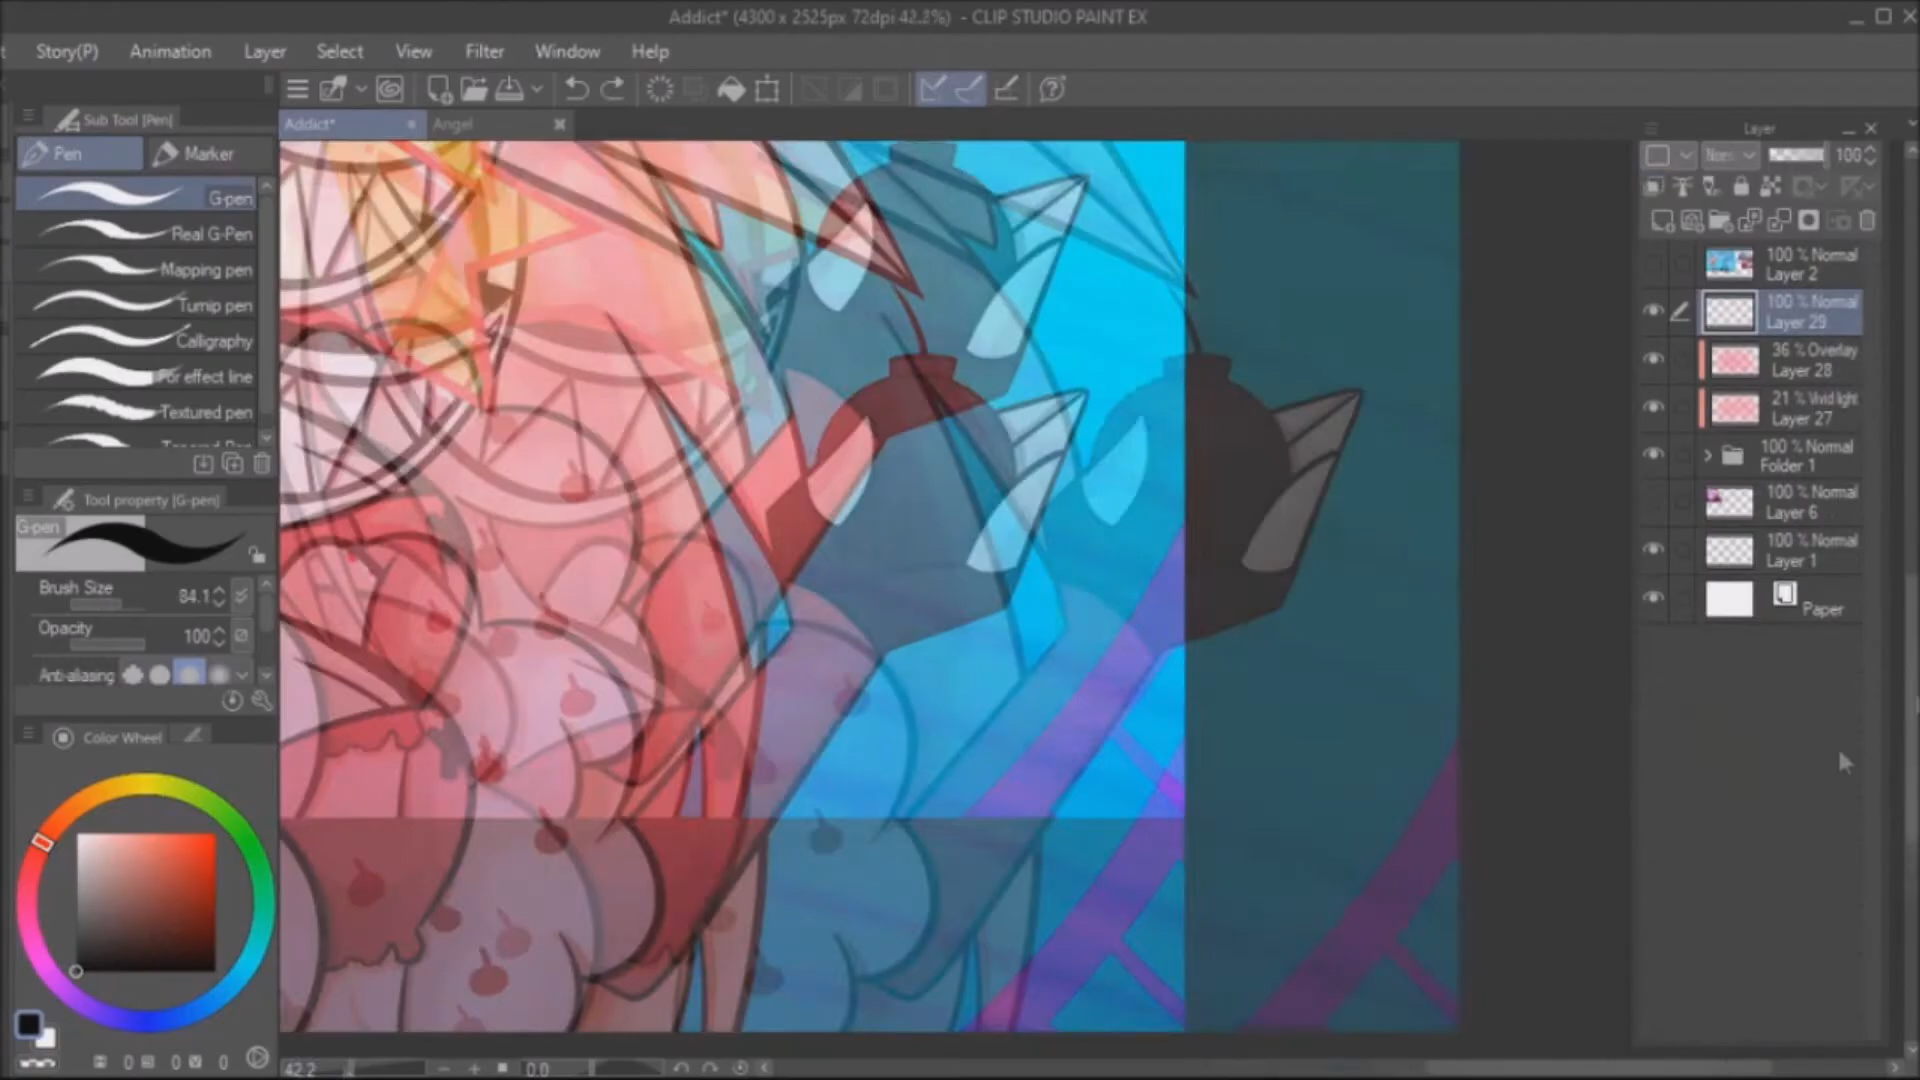 Addict* (4300 x 2525px 72dpi 42.2%) - CLIP STUDIO PAINT EX
Story(P) Animation Layer Select View Filter Window Help
Sub Tool [Pen]
Addict* Angel
Layer
Pen Marker
100
G-pen
Real G-Pen
Mapping pen
Turnip pen
Calligraphy
For effect line
Textured pen
100 % Normal
Layer 2
100 % Normal
Layer 29
36 % Overlay
Layer 28
21 % Vivid light
Layer 27
100 % Normal
Folder 1
100 % Normal
Layer 6
100 % Normal
Layer 1
Paper
Tool property [G-pen]
G-pen
Brush Size 84.1
Opacity 100
Anti-aliasing
Color Wheel
0 0 0
42.2 0.0